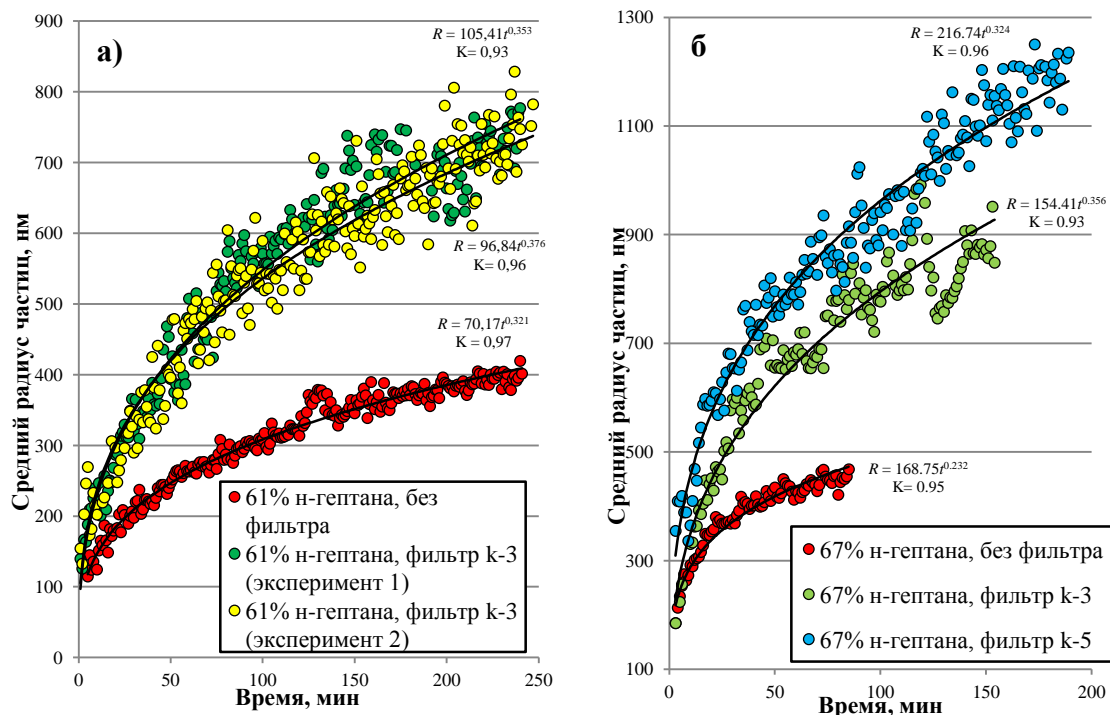 а)
Средний радиус частиц, нм
900
800
700
600
500
400
300
200
100
0
R = 105,41t^0,353
K= 0,93
R = 96,84t^0,376
K= 0,96
R = 70,17t^0,321
K= 0,97
61% н-гептана, без
фильтра
61% н-гептана, фильтр k-3
(эксперимент 1)
61% н-гептана, фильтр k-3
(эксперимент 2)
0 50 100 150 200 250
Время, мин
б
Средний радиус частиц, нм
1300
1100
900
700
500
300
100
R = 216.74t^0.324
K= 0.96
R = 154.41t^0.356
K= 0.93
R = 168.75t^0.232
K= 0.95
67% н-гептана, без фильтра
67% н-гептана, фильтр k-3
67% н-гептана, фильтр k-5
0 50 100 150 200
Время, мин